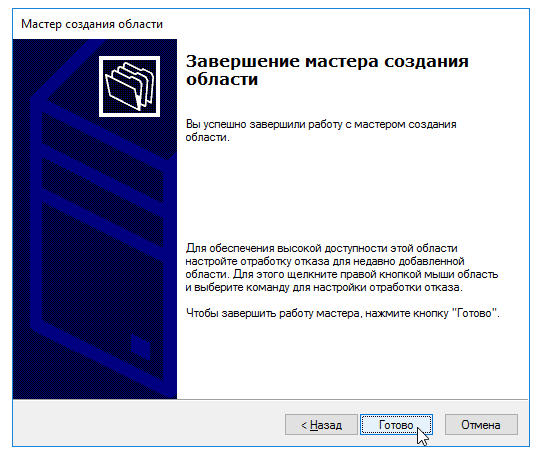 Мастер создания области
Завершение мастера создания
области
Вы успешно завершили работу с мастером создания
области.
Для обеспечения высокой доступности этой области
настройте отработку отказа для недавно добавленной
области. Для этого щелкните правой кнопкой мыши область
и выберите команду для настройки отработки отказа.
Чтобы завершить работу мастера, нажмите кнопку "Готово".
< Назад
Готово
Отмена